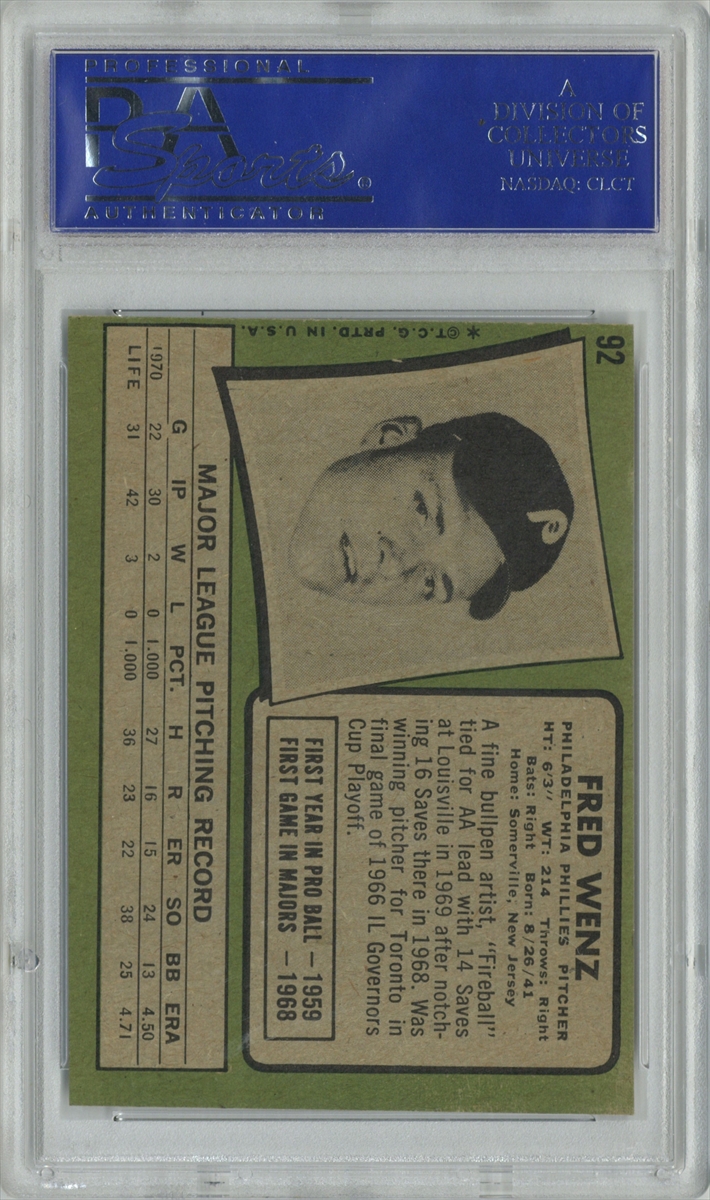 PROFESSIONAL
PSA
Sports®
AUTHENTICATOR
A
DIVISION OF
COLLECTORS
UNIVERSE
NASDAQ: CLCT
92
*©T.C.G. PRTD. IN U.S.A.
P
FRED WENZ
PHILADELPHIA PHILLIES PITCHER
HT: 6'3" WT: 214 Throws: Right
Bats: Right Born: 8/26/41
Home: Somerville, New Jersey
A fine bullpen artist, "Fireball"
tied for AA lead with 14 Saves
at Louisville in 1969 after notch-
ing 16 Saves there in 1968. Was
winning pitcher for Toronto in
final game of 1966 IL Governors
Cup Playoff.
FIRST YEAR IN PRO BALL — 1959
FIRST GAME IN MAJORS — 1968
MAJOR LEAGUE PITCHING RECORD
G IP W L PCT. H R ER SO BB ERA
1970 22 30 2 0 1.000 27 16 15 24 13 4.50
LIFE 31 42 3 0 1.000 36 23 22 38 25 4.71